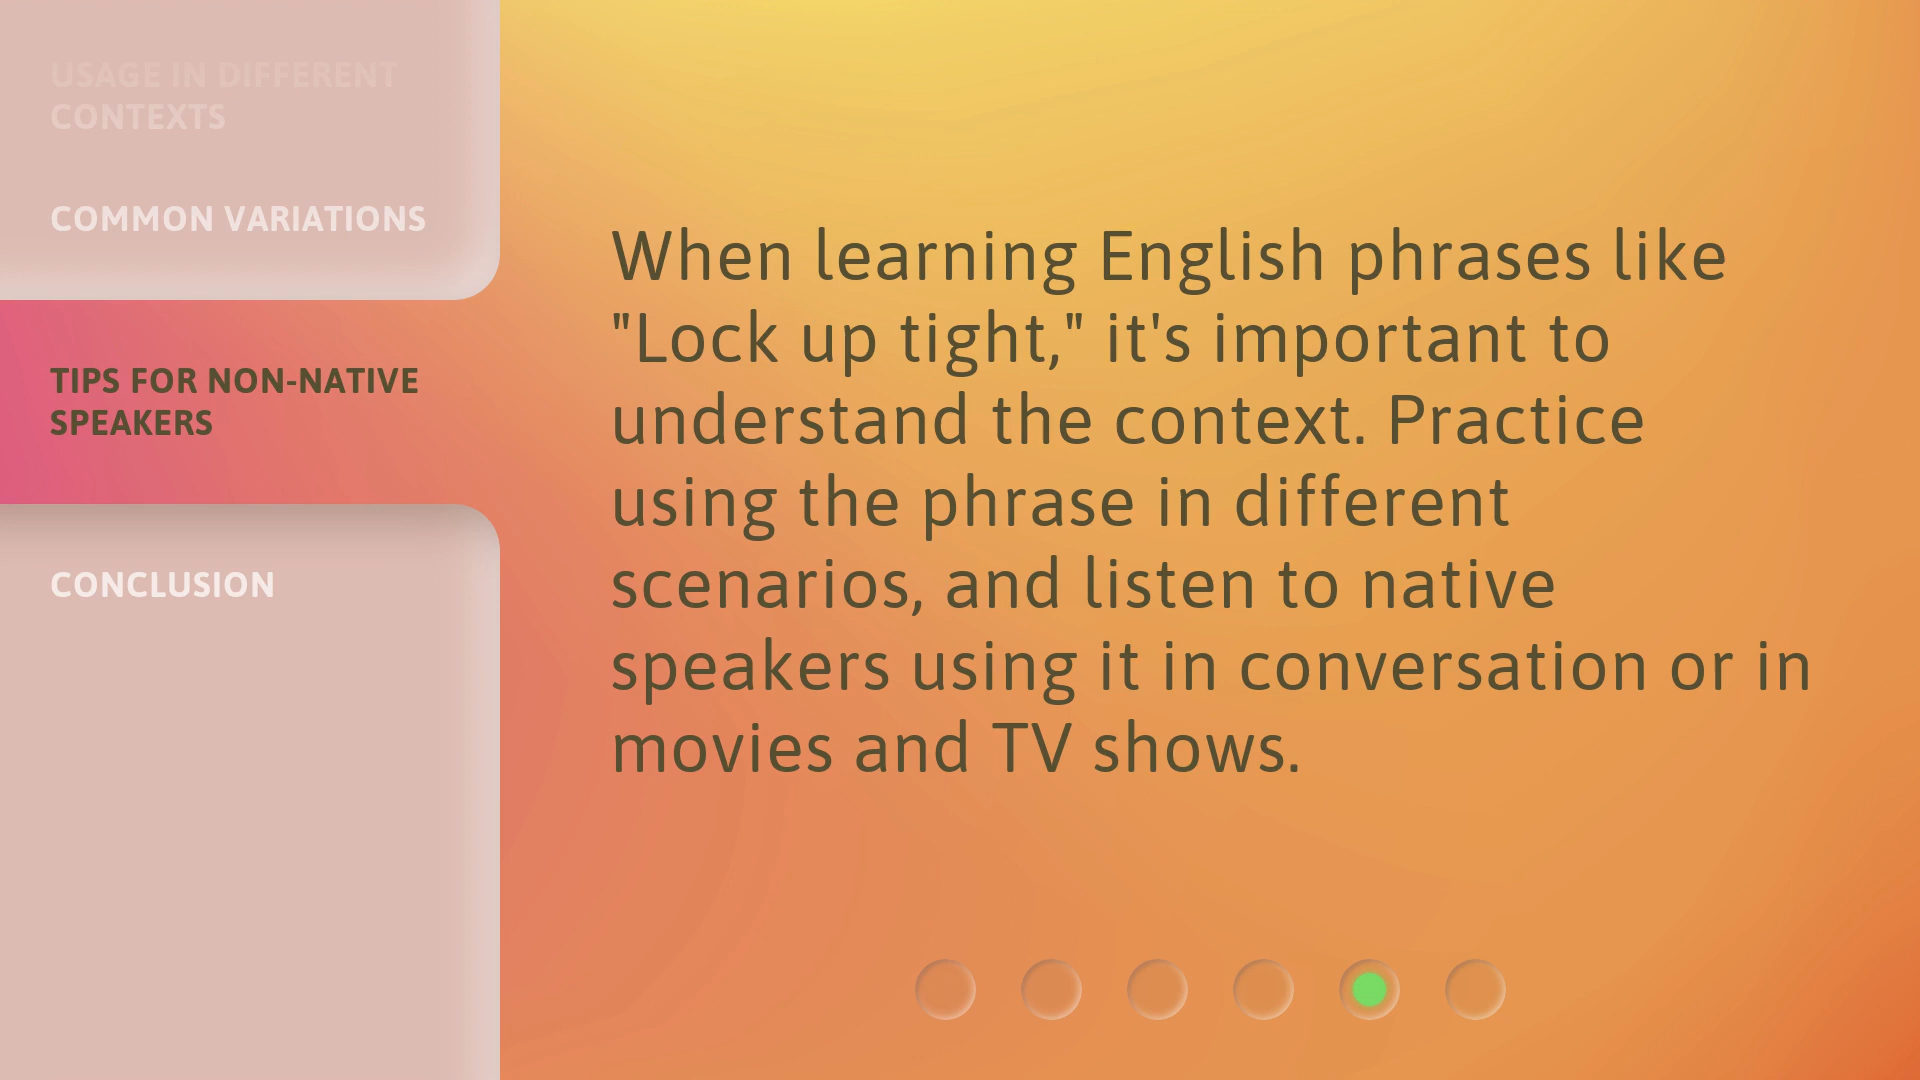 USAGE IN DIFFERENT
CONTEXTS
COMMON VARIATIONS
TIPS FOR NON-NATIVE
SPEAKERS
CONCLUSION
When learning English phrases like
"Lock up tight," it's important to
understand the context. Practice
using the phrase in different
scenarios, and listen to native
speakers using it in conversation or in
movies and TV shows.